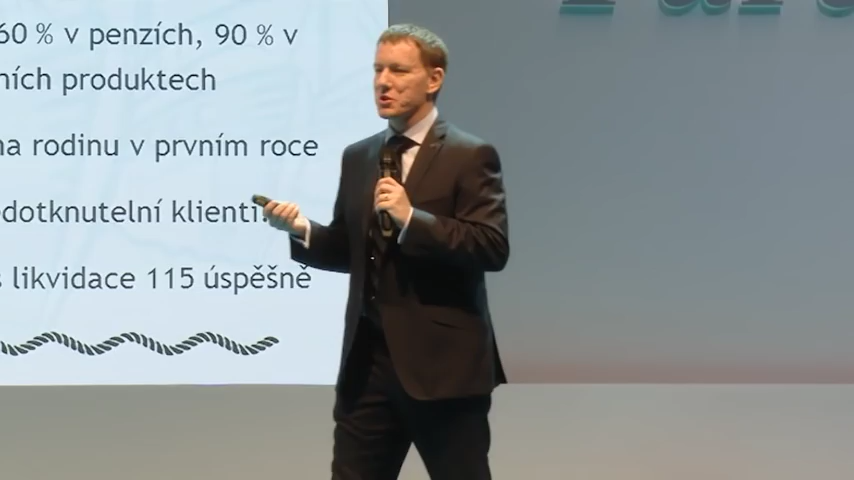 60 % v penzích, 90 % v
ních produktech
na rodinu v prvním roce
dotknutelní klienti
likvidace 115 úspěšně